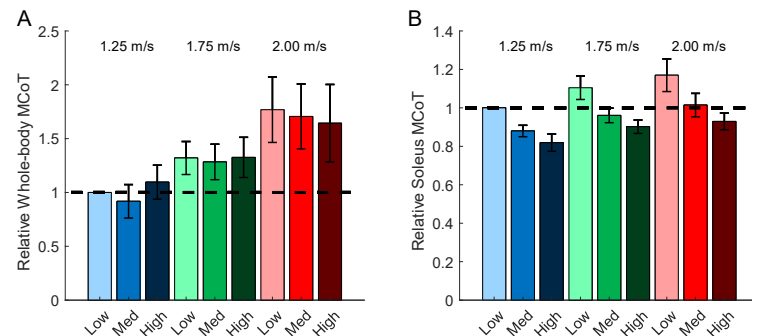 A
Relative Whole-body MCoT
2.5
2
1.5
1
0.5
0
1.25 m/s 1.75 m/s 2.00 m/s
Low Med High Low Med High Low Med High
B
Relative Soleus MCoT
1.4
1.2
1
0.8
0.6
0.4
0.2
0
1.25 m/s 1.75 m/s 2.00 m/s
Low Med High Low Med High Low Med High